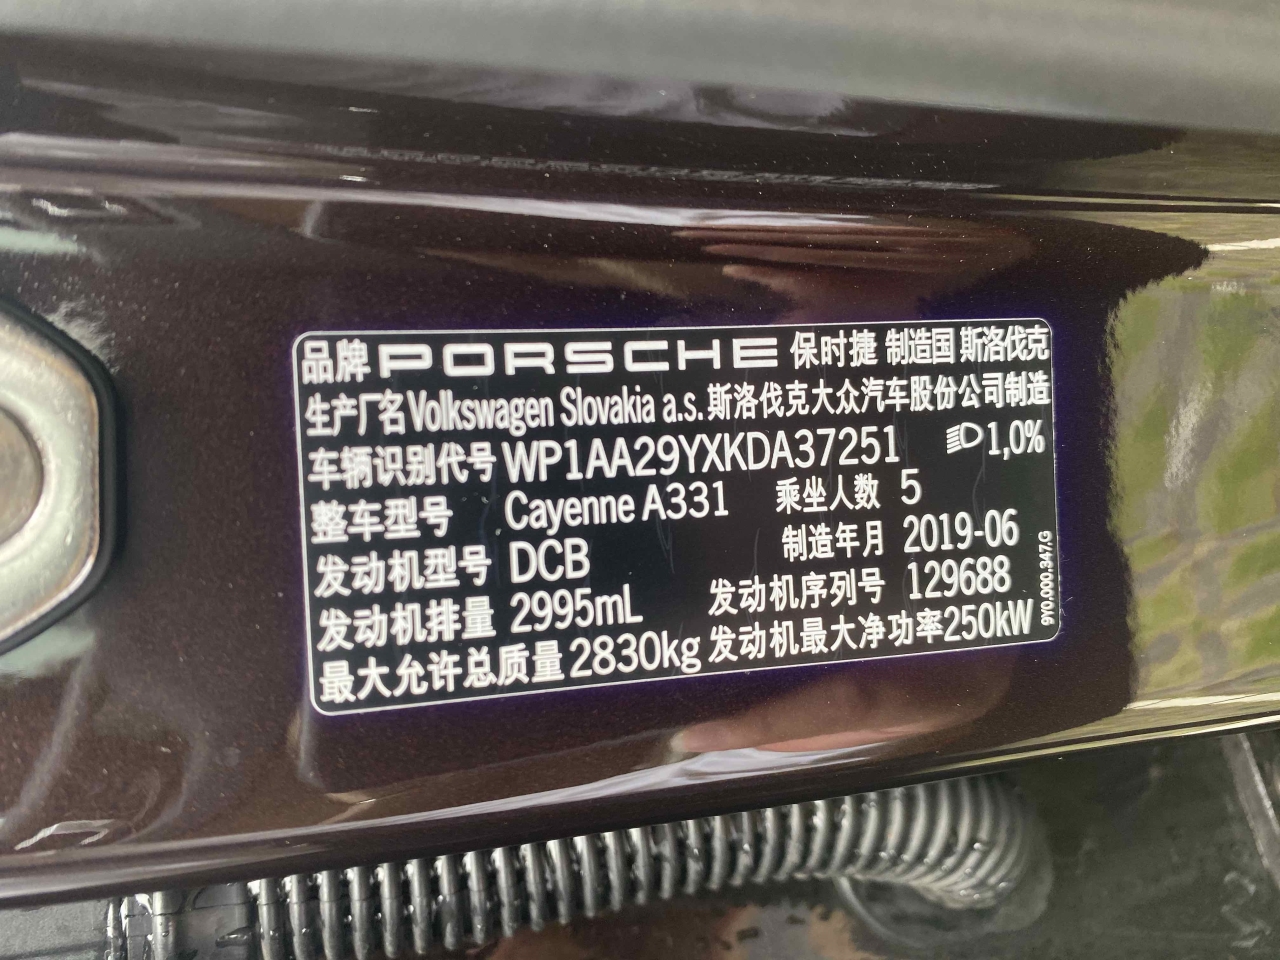 品牌 PORSCHE 保时捷 制造国 斯洛伐克
生产厂名 Volkswagen Slovakia a.s. 斯洛伐克大众汽车股份公司制造
车辆识别代号 WP1AA29YXKDA37251 1,0%
整车型号 Cayenne A331 乘坐人数 5
发动机型号 DCB 制造年月 2019-06
发动机排量 2995mL 发动机序列号 129688
最大允许总质量 2830kg 发动机最大净功率 250kW
9Y0.000.347.G